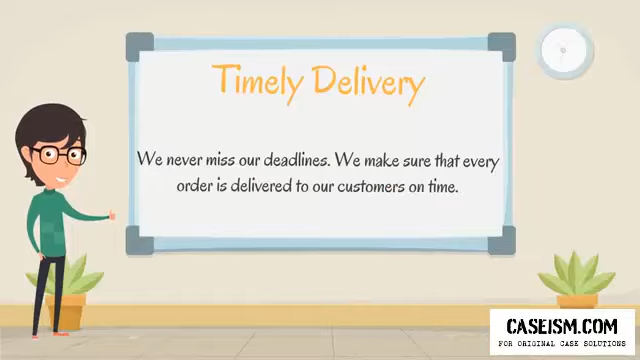 Timely Delivery
We never miss our deadlines. We make sure that every
order is delivered to our customers on time.
CASEISM.COM
FOR ORIGINAL CASE SOLUTIONS